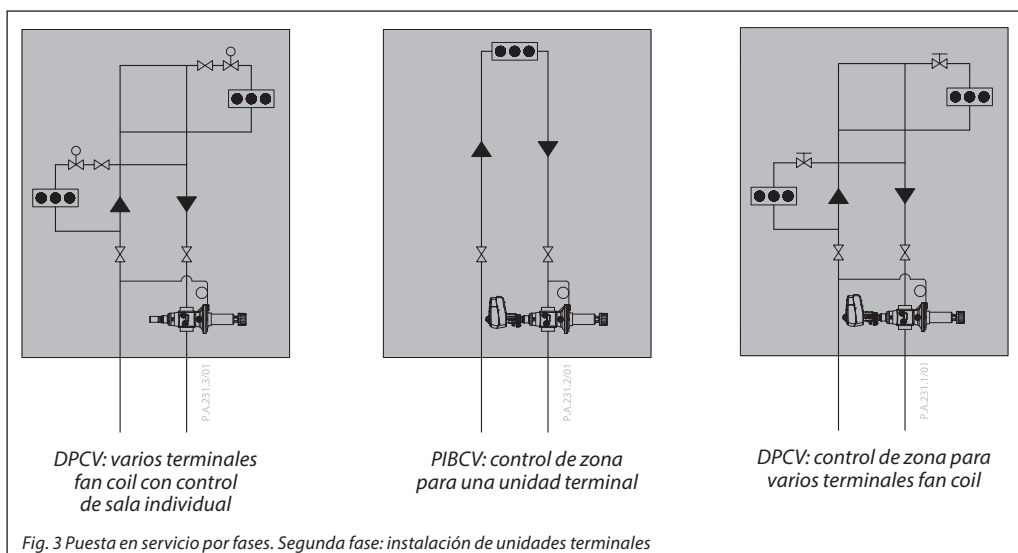 P.A.231.3/01
P.A.231.2/01
P.A.231.1/01
DPCV: varios terminales
fan coil con control
de sala individual
PIBCV: control de zona
para una unidad terminal
DPCV: control de zona para
varios terminales fan coil
Fig. 3 Puesta en servicio por fases. Segunda fase: instalación de unidades terminales